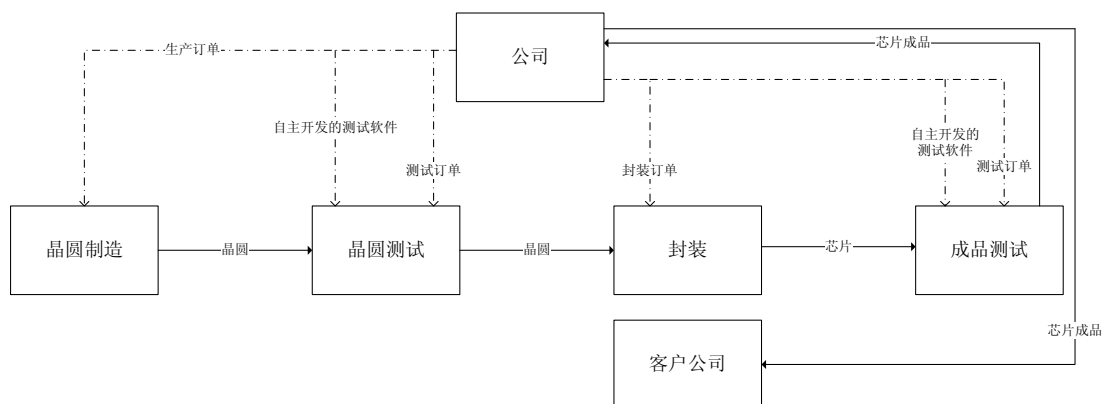 生产订单
公司
芯片成品
自主开发的测试软件
测试订单
封装订单
自主开发的
测试软件
测试订单
晶圆制造
晶圆
晶圆测试
晶圆
封装
芯片
成品测试
芯片成品
客户公司